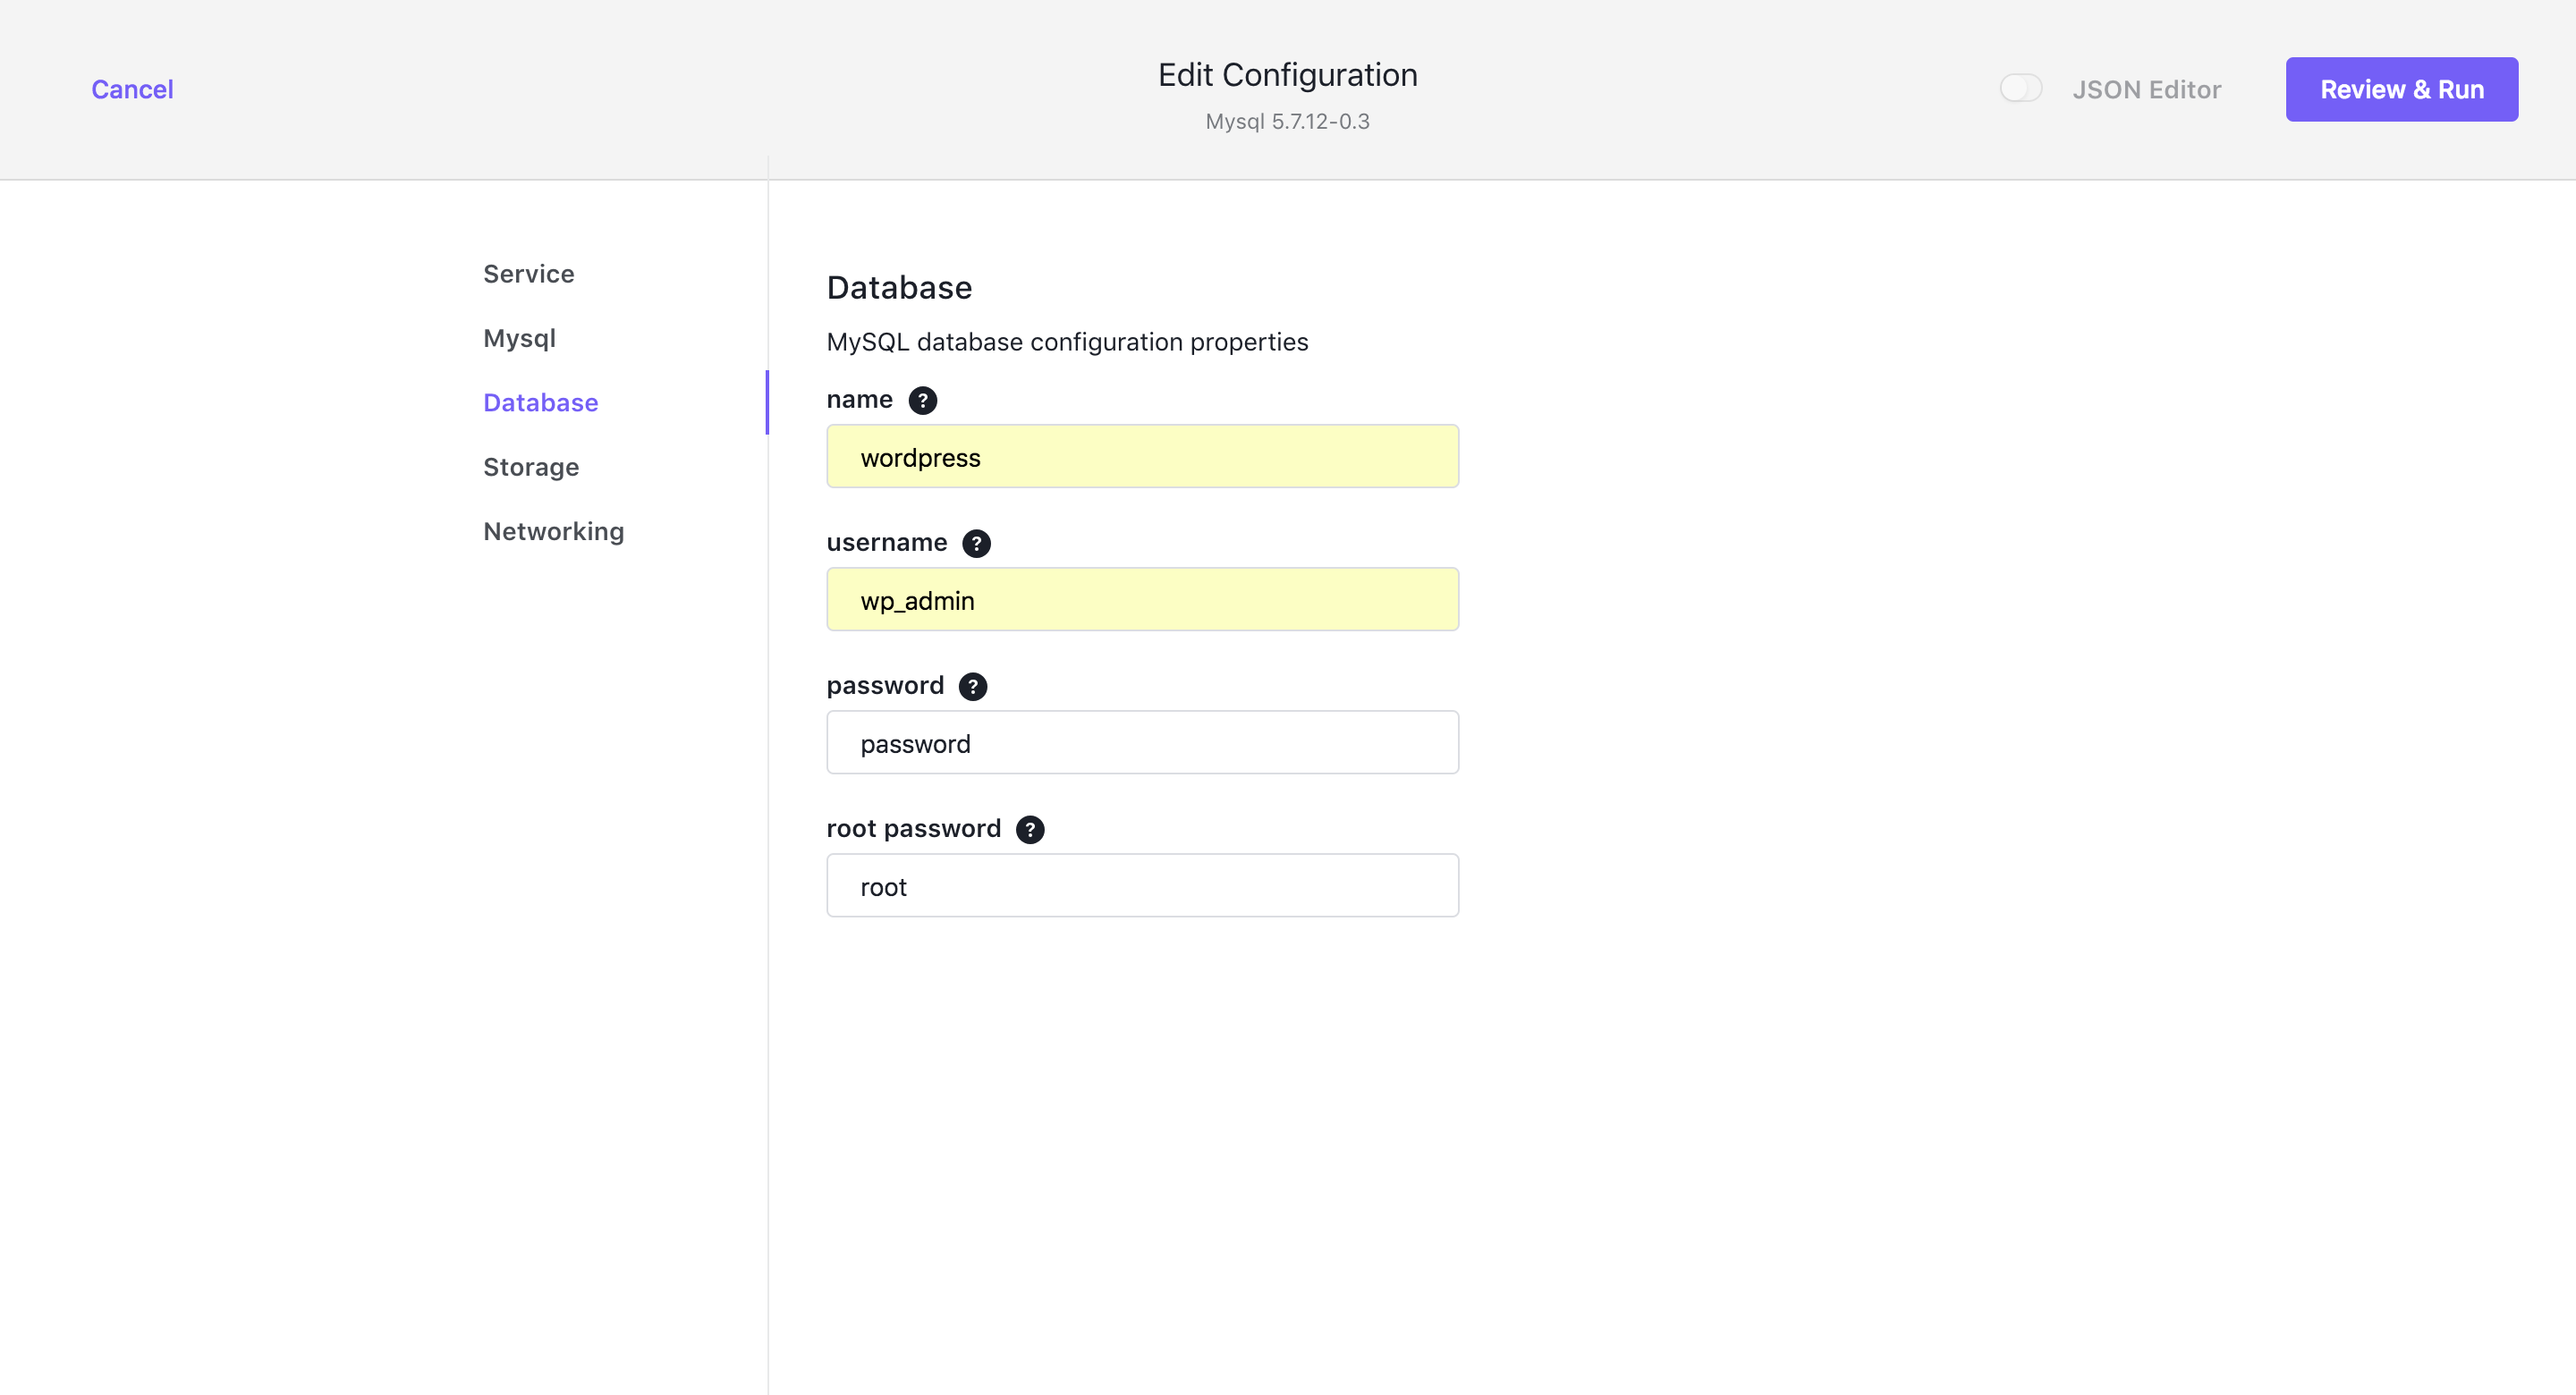 Cancel
Edit Configuration
Mysql 5.7.12-0.3
JSON Editor
Review & Run
Service
Mysql
Database
Storage
Networking
Database
MySQL database configuration properties
name ?
wordpress
username ?
wp_admin
password ?
password
root password ?
root